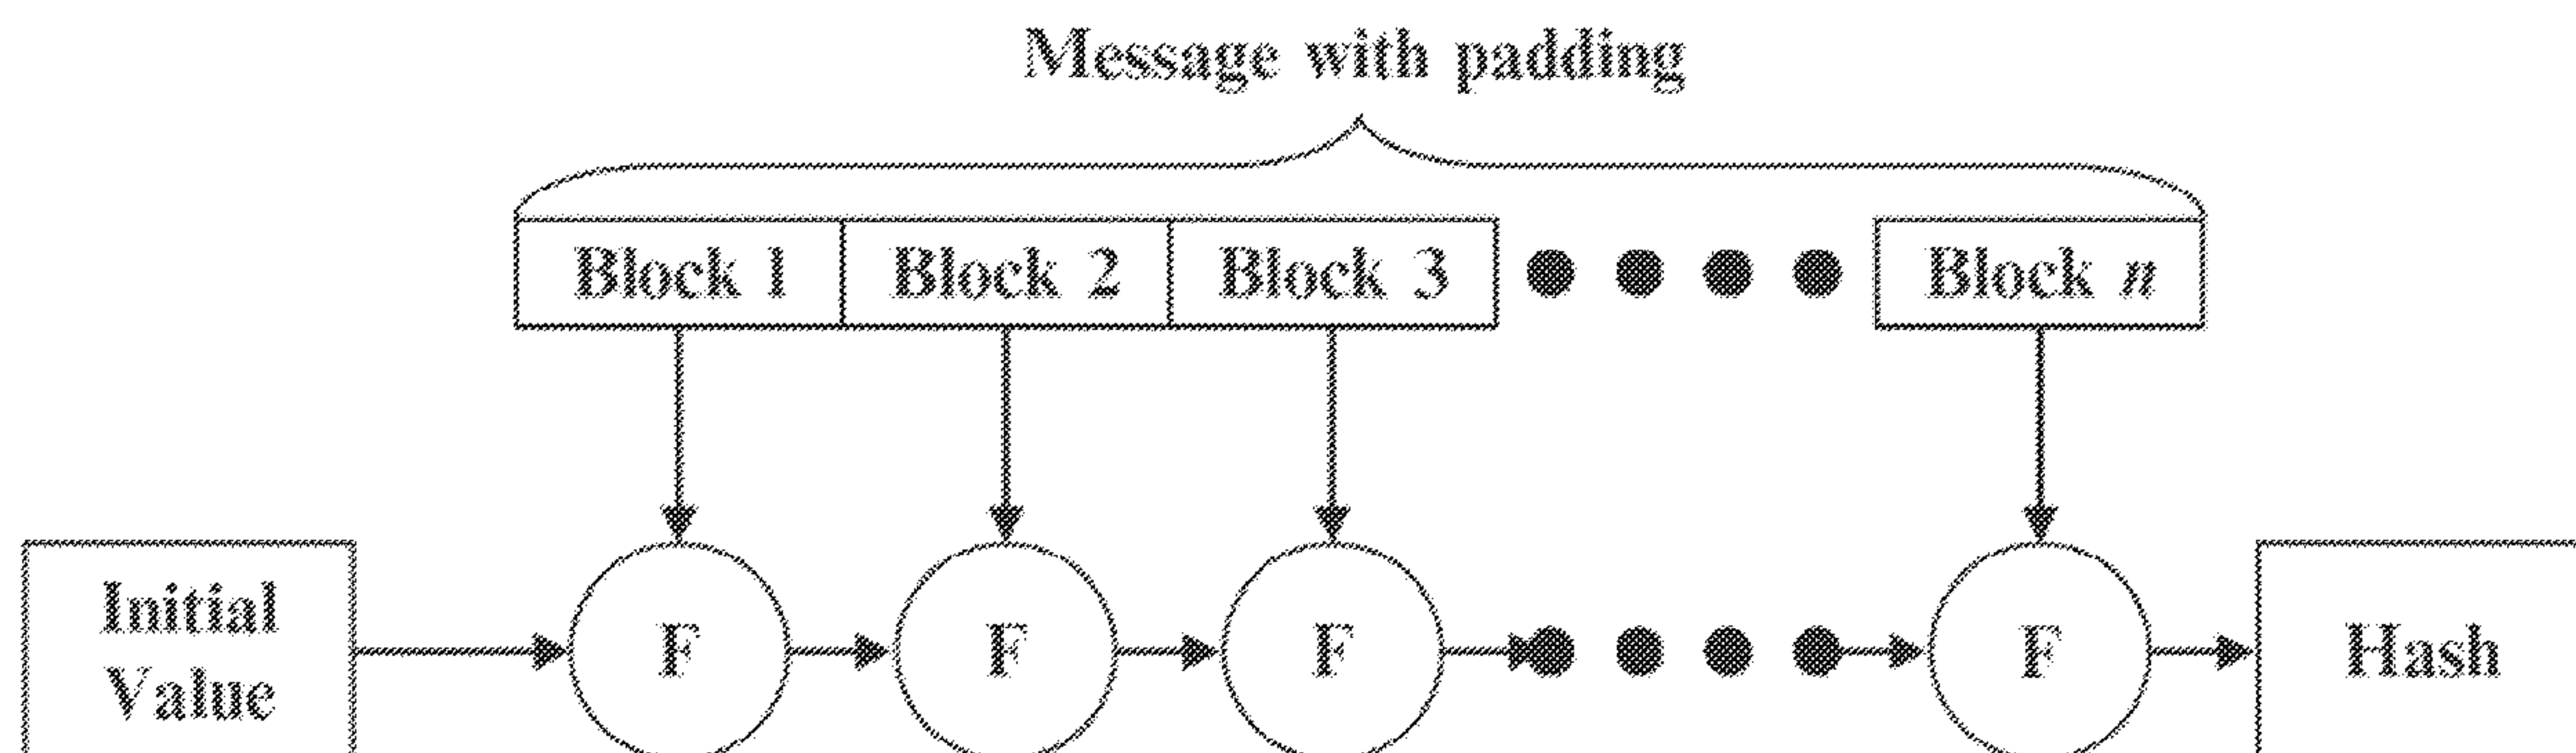 Message with padding
Block 1 Block 2 Block 3 Block n
Initial
Value
F F F F Hash